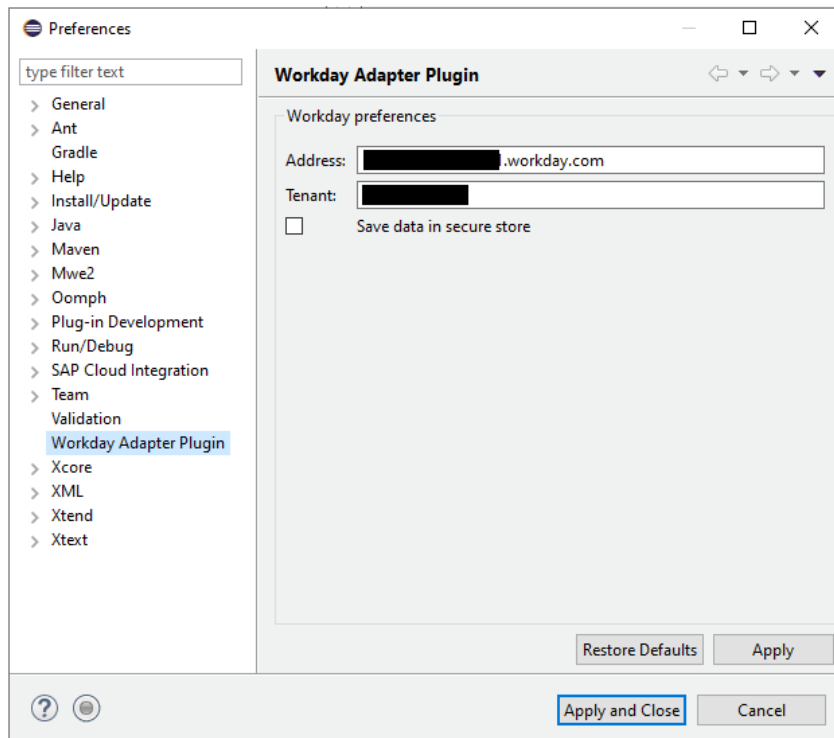 Preferences
type filter text
General
Ant
Gradle
Help
Install/Update
Java
Maven
Mwe2
Oomph
Plug-in Development
Run/Debug
SAP Cloud Integration
Team
Validation
Workday Adapter Plugin
Xcore
XML
Xtend
Xtext
Workday Adapter Plugin
Workday preferences
Address: .workday.com
Tenant:
Save data in secure store
Restore Defaults Apply
? Apply and Close Cancel